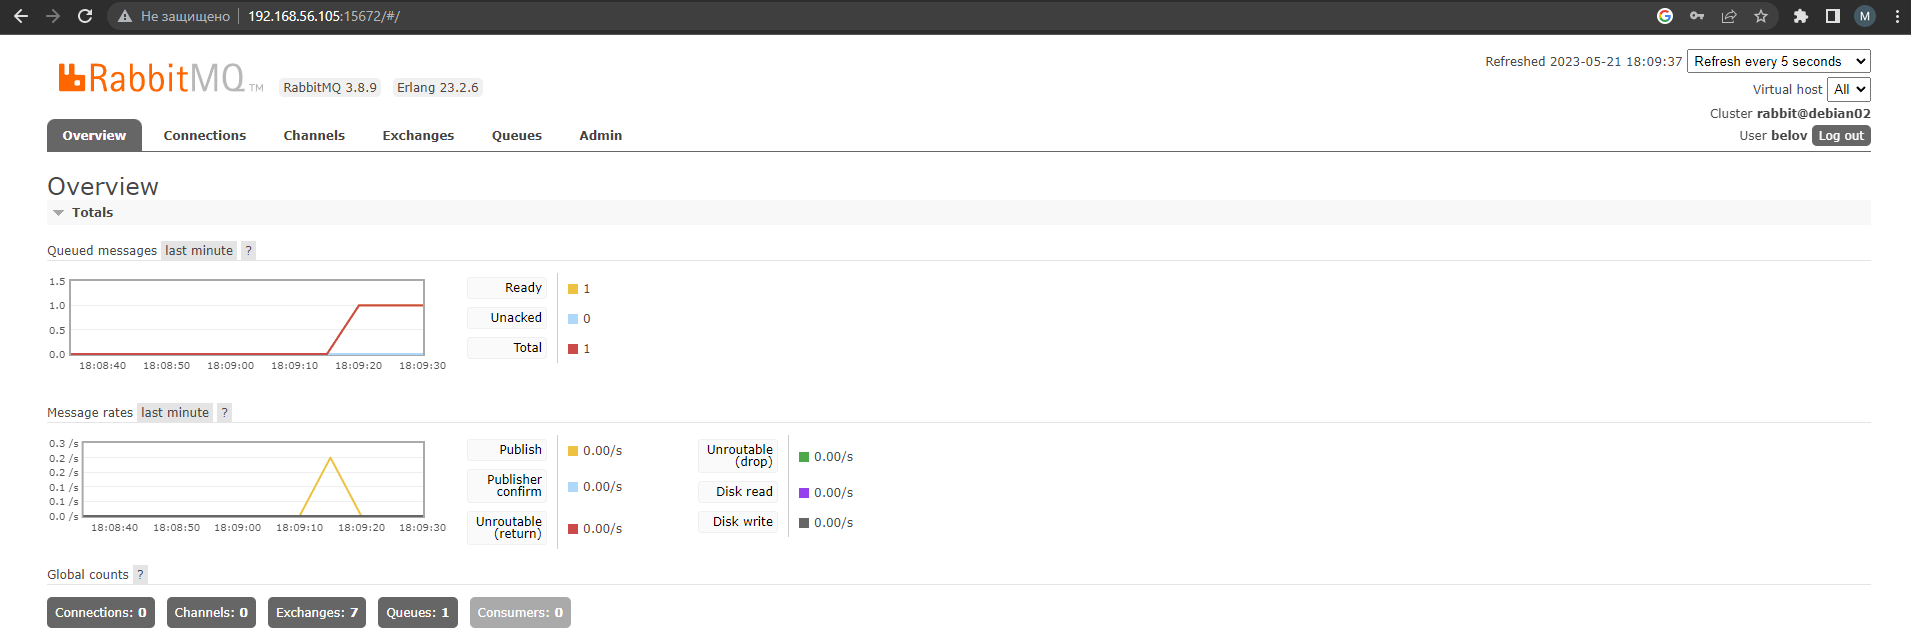 Не защищено 192.168.56.105:15672/#/
M
RabbitMQ TM RabbitMQ 3.8.9 Erlang 23.2.6
Refreshed 2023-05-21 18:09:37 Refresh every 5 seconds
Virtual host All
Cluster rabbit@debian02
User belov Log out
Overview Connections Channels Exchanges Queues Admin
Overview
Totals
Queued messages last minute ?
1.5
1.0
0.5
0.0
18:08:40 18:08:50 18:09:00 18:09:10 18:09:20 18:09:30
Ready 1
Unacked 0
Total 1
Message rates last minute ?
0.3 /s
0.2 /s
0.2 /s
0.1 /s
0.1 /s
0.0 /s
18:08:40 18:08:50 18:09:00 18:09:10 18:09:20 18:09:30
Publish 0.00/s
Publisher
confirm 0.00/s
Unroutable
(return) 0.00/s
Unroutable
(drop) 0.00/s
Disk read 0.00/s
Disk write 0.00/s
Global counts ?
Connections: 0 Channels: 0 Exchanges: 7 Queues: 1 Consumers: 0